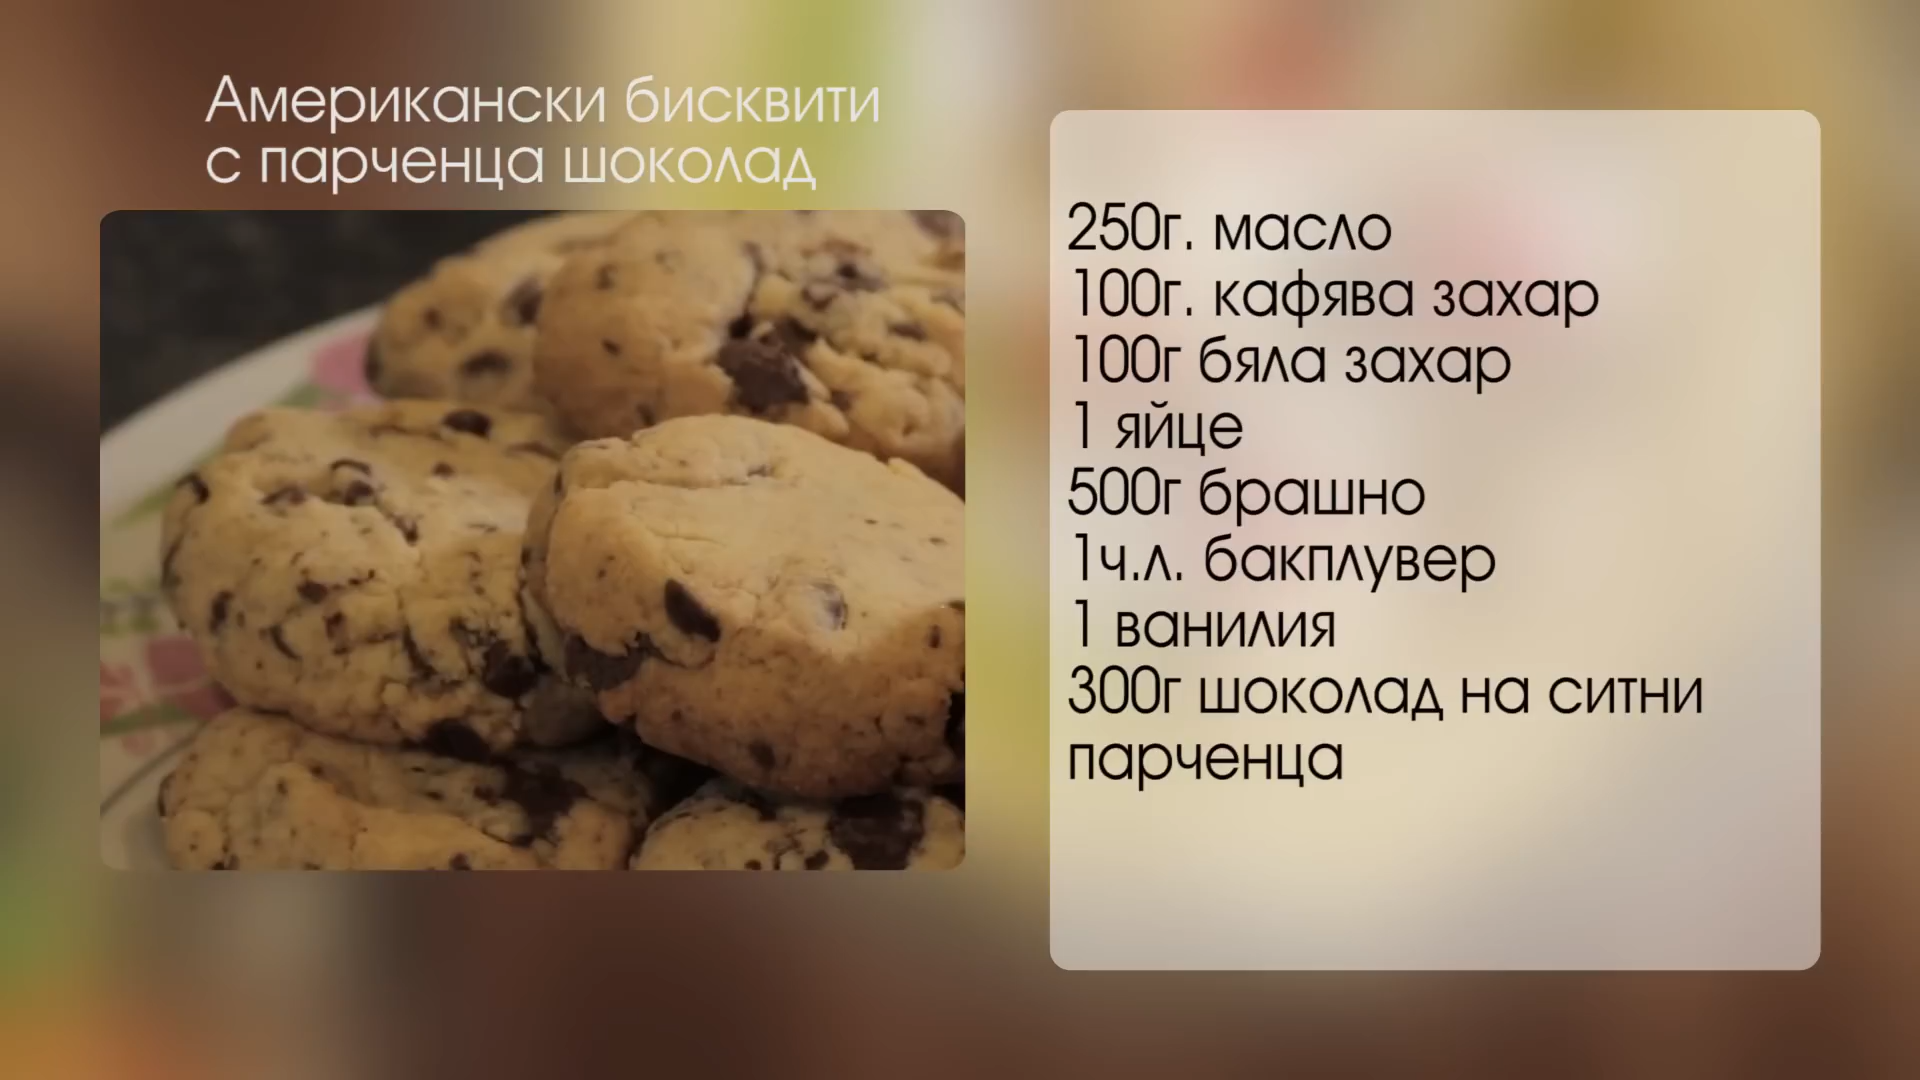 Американски бисквити
с парченца шоколад
250г. масло
100г. кафява захар
100г бяла захар
1 яйце
500г брашно
1ч.л. бакплувер
1 ванилия
300г шоколад на ситни
парченца